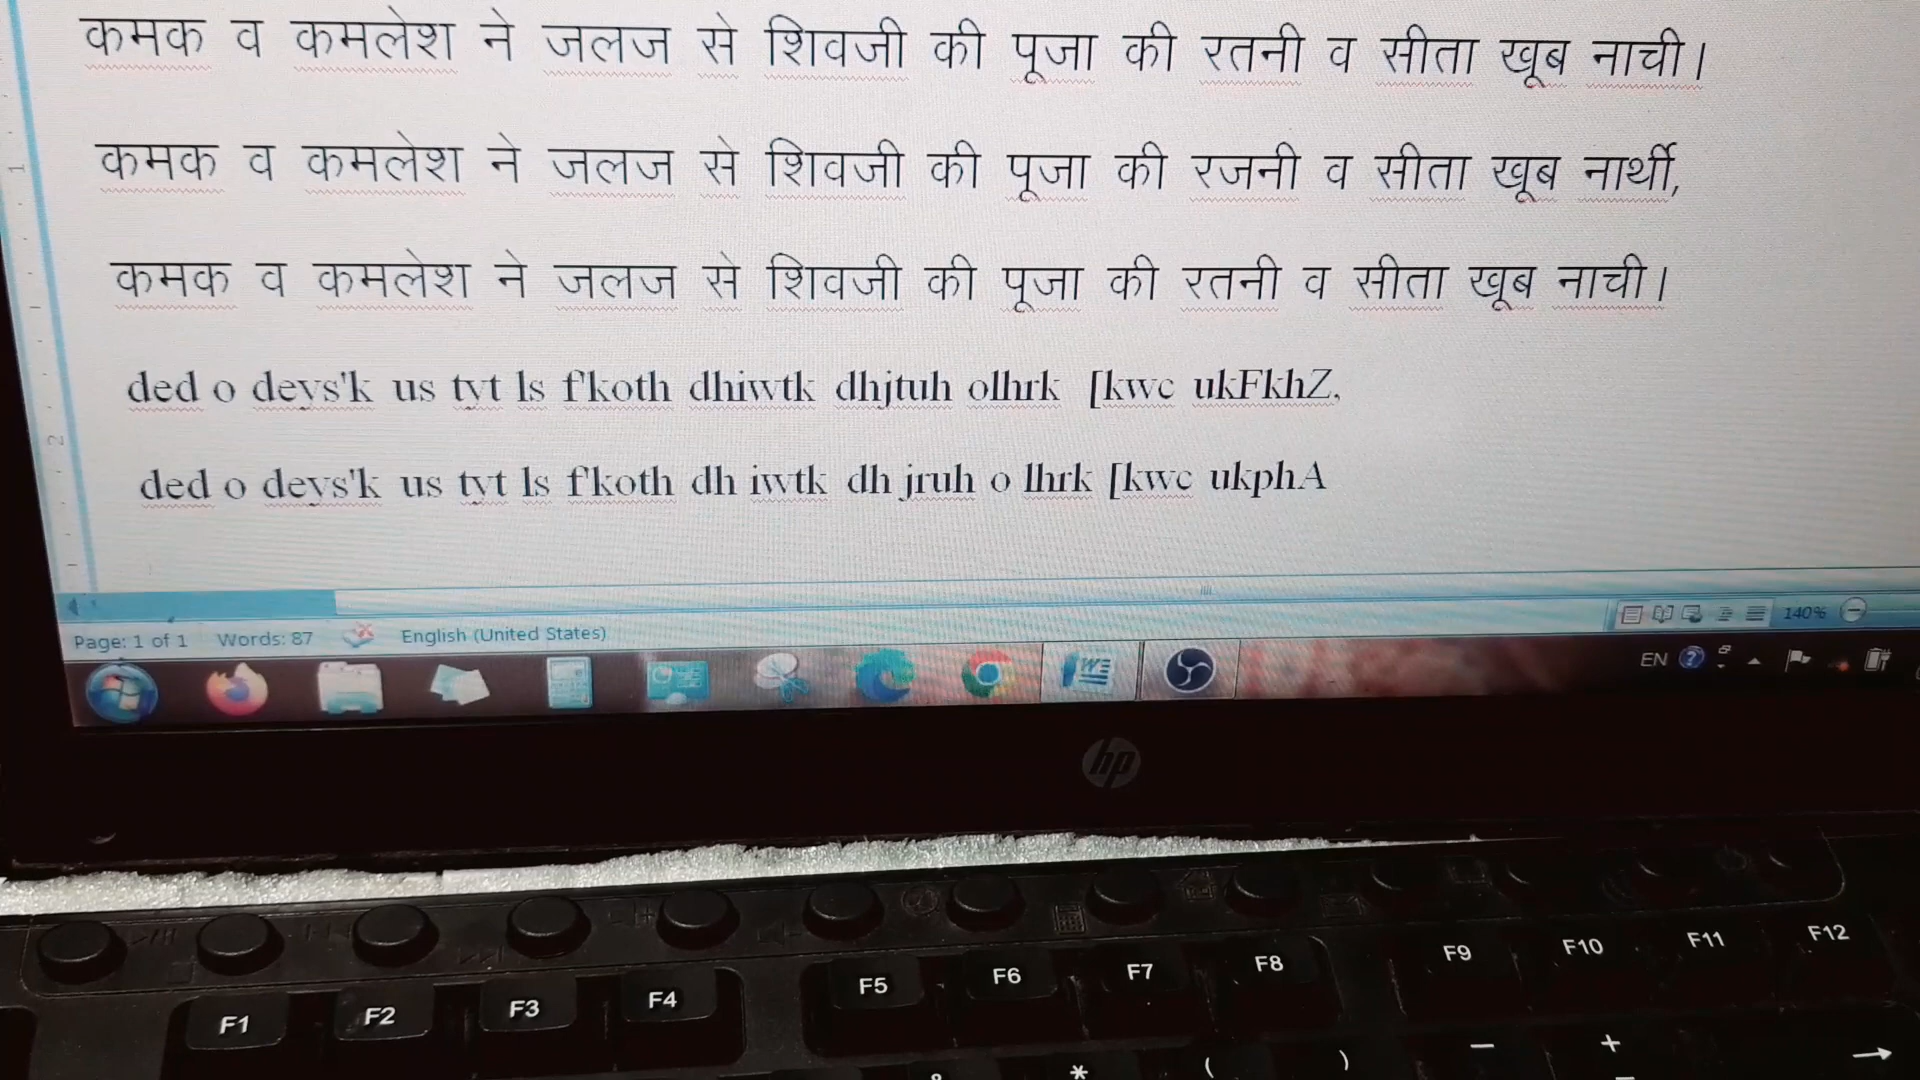 कमक व कमलेश ने जलज से शिवजी की पूजा की रतनी व सीता खूब नाची।
कमक व कमलेश ने जलज से शिवजी की पूजा की रजनी व सीता खूब नार्थी,
कमक व कमलेश ने जलज से शिवजी की पूजा की रतनी व सीता खूब नाची।
ded o devs'k us tyt ls f'koth dhiwtk dhjtuh olhrk [kwc ukFkhZ,
ded o devs'k us tyt ls f'koth dh iwtk dh jruh o lhrk [kwc ukphA
Page: 1 of 1 Words: 87 English (United States) 140%
EN
hp
F1 F2 F3 F4 F5 F6 F7 F8 F9 F10 F11 F12
* ( ) − +